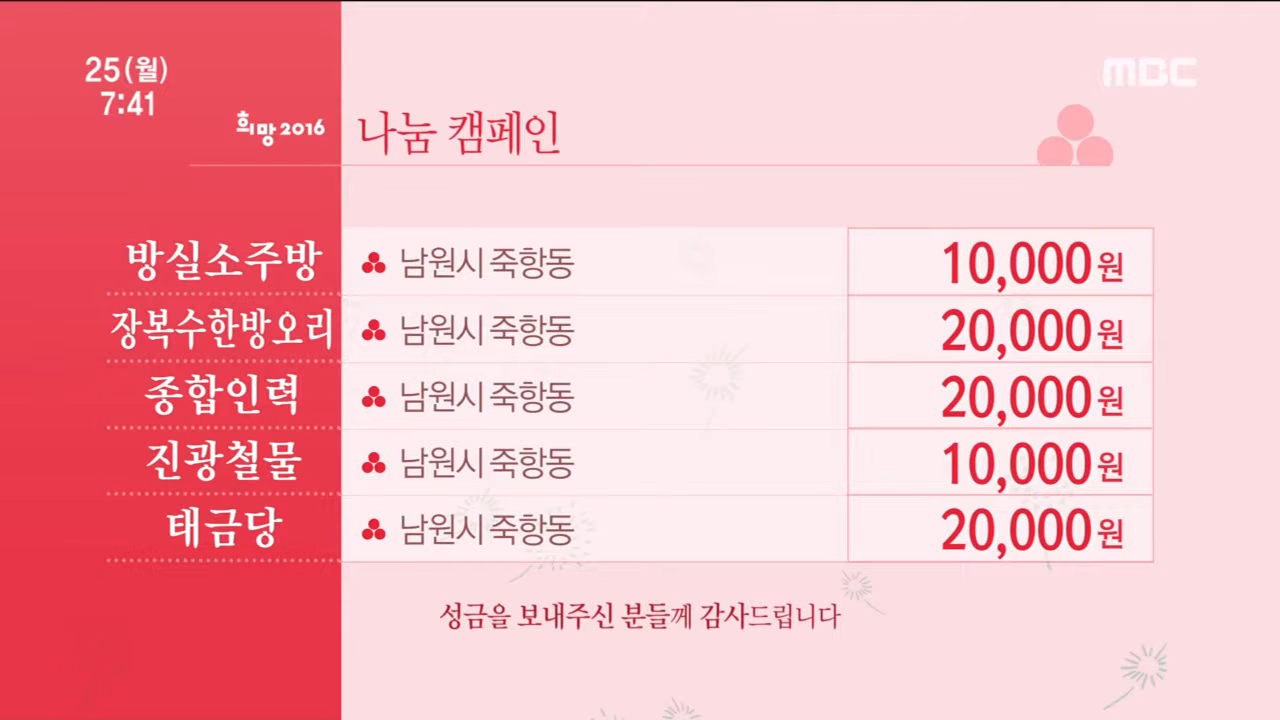 25(월)
7:41
MBC
희망2016 나눔 캠페인
방실소주방 남원시 죽항동 10,000원
장복수한방오리 남원시 죽항동 20,000원
종합인력 남원시 죽항동 20,000원
진광철물 남원시 죽항동 10,000원
태금당 남원시 죽항동 20,000원
성금을 보내주신 분들께 감사드립니다